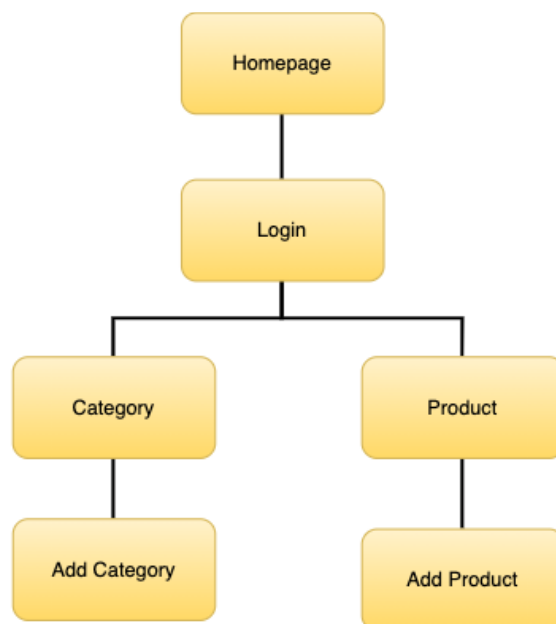 Homepage
Login
Category
Product
Add Category
Add Product